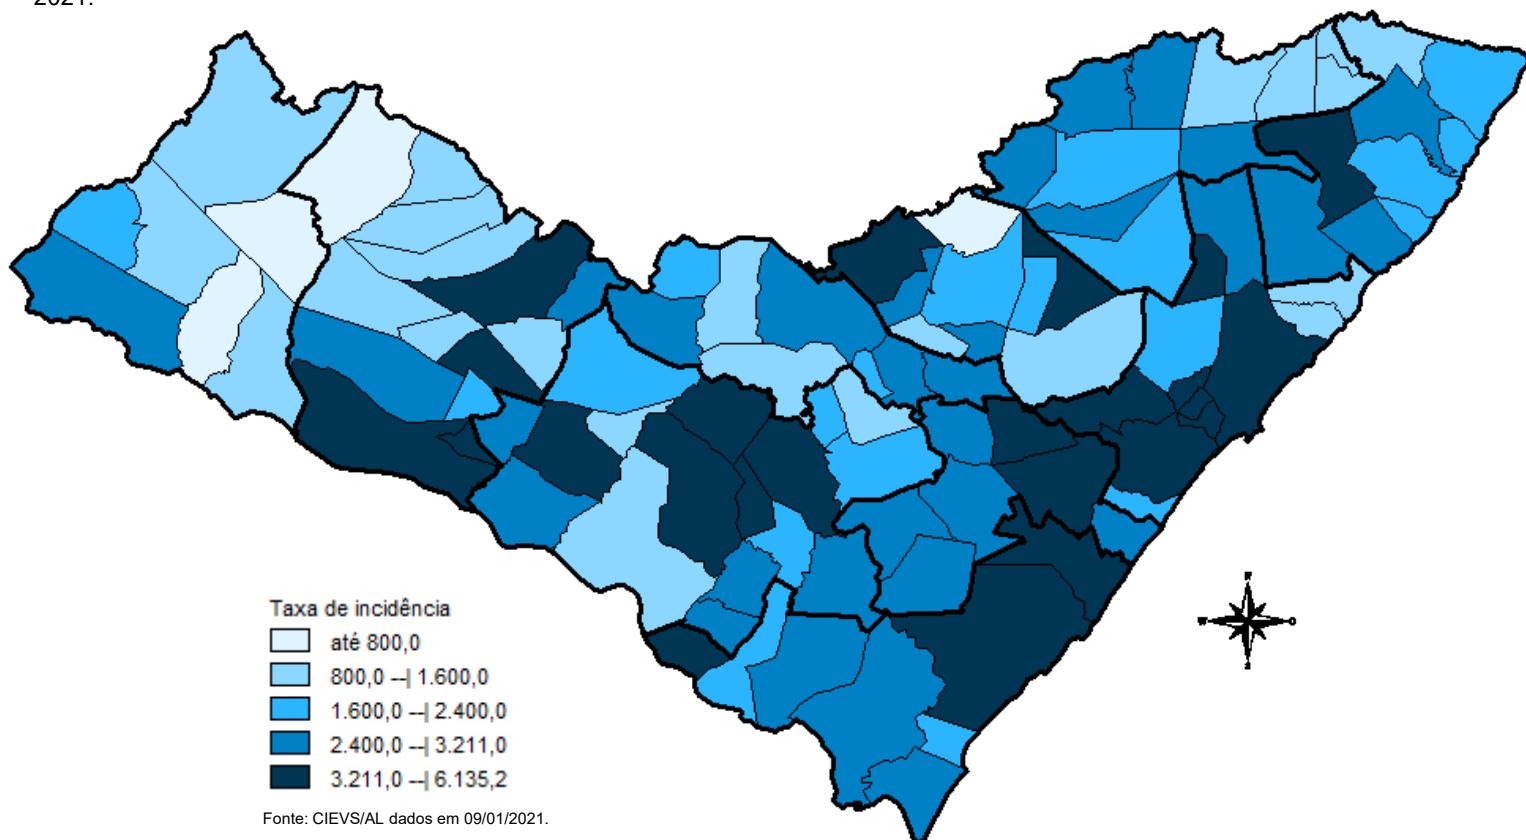 2021.
Taxa de incidência
até 800,0
800,0 --| 1.600,0
1.600,0 --| 2.400,0
2.400,0 --| 3.211,0
3.211,0 --| 6.135,2
Fonte: CIEVS/AL dados em 09/01/2021.